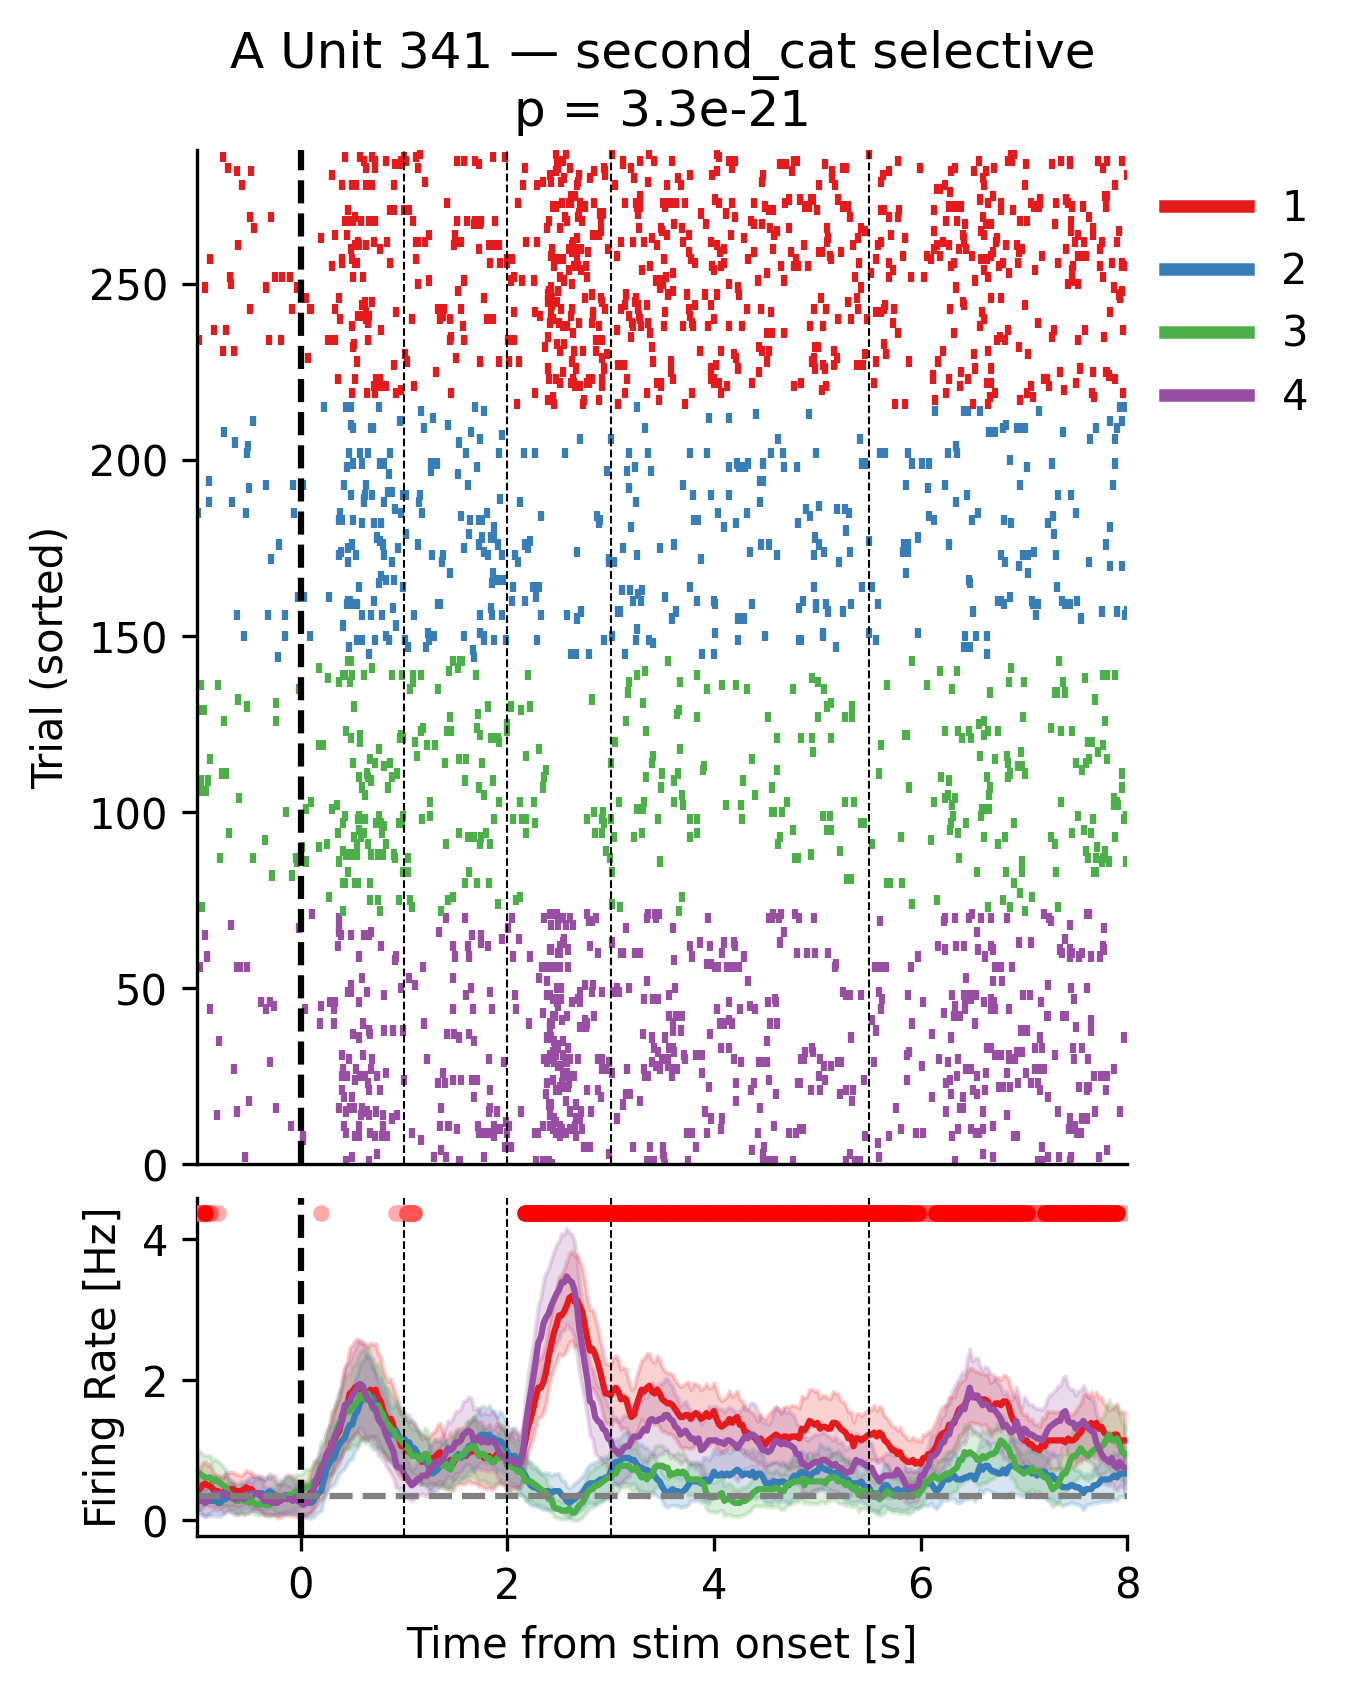 A Unit 341 — second_cat selective
p = 3.3e-21
1
2
3
4
Trial (sorted)
250
200
150
100
50
0
Firing Rate [Hz]
4
2
0
0 2 4 6 8
Time from stim onset [s]